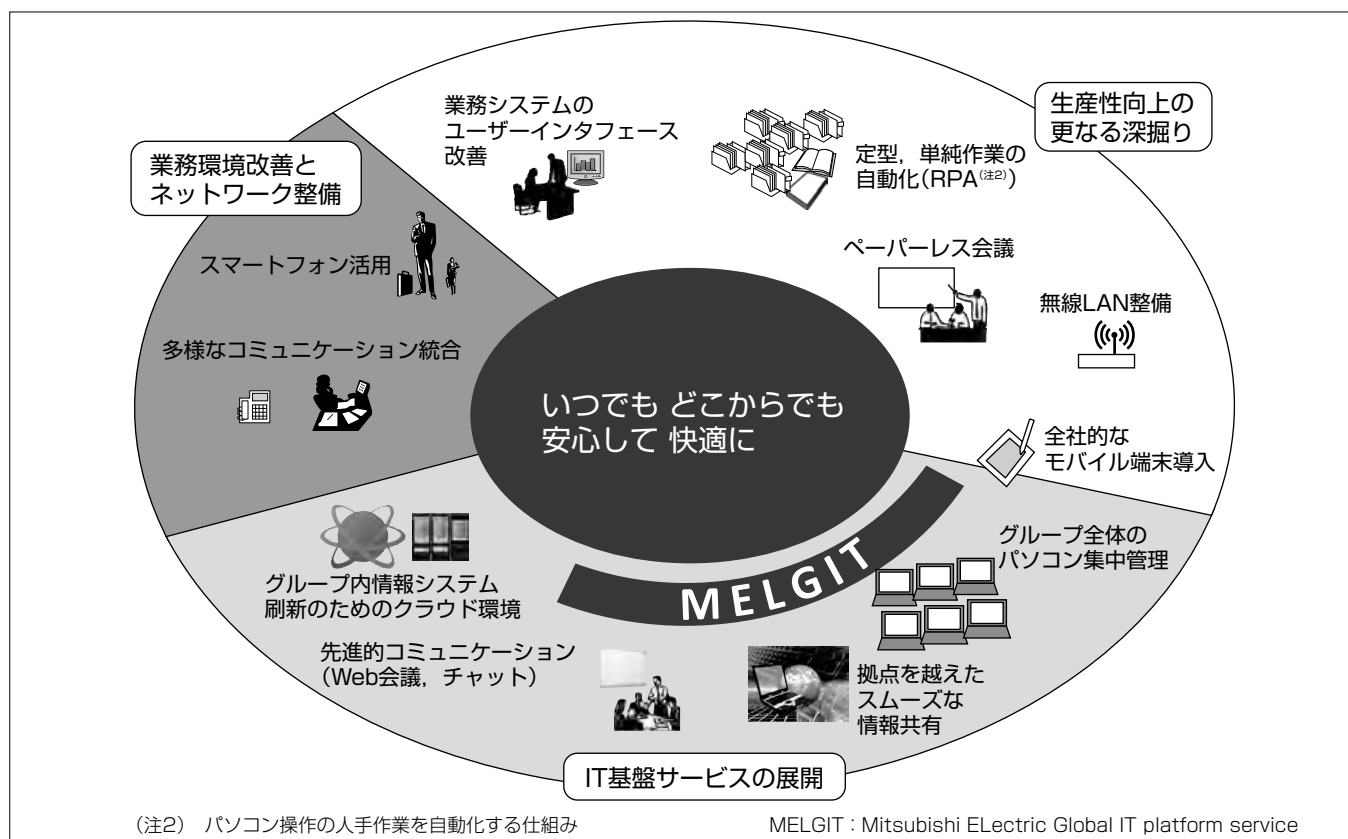 業務環境改善と
ネットワーク整備
スマートフォン活用
多様なコミュニケーション統合
業務システムの
ユーザーインタフェース
改善
生産性向上の
更なる深掘り
定型，単純作業の
自動化(RPA(注2))
ペーパーレス会議
無線LAN整備
全社的な
モバイル端末導入
いつでも どこからでも
安心して 快適に
MELGIT
グループ全体の
パソコン集中管理
グループ内情報システム
刷新のためのクラウド環境
先進的コミュニケーション
(Web会議，チャット)
拠点を越えた
スムーズな
情報共有
IT基盤サービスの展開
(注2) パソコン操作の人手作業を自動化する仕組み
MELGIT：Mitsubishi ELectric Global IT platform service